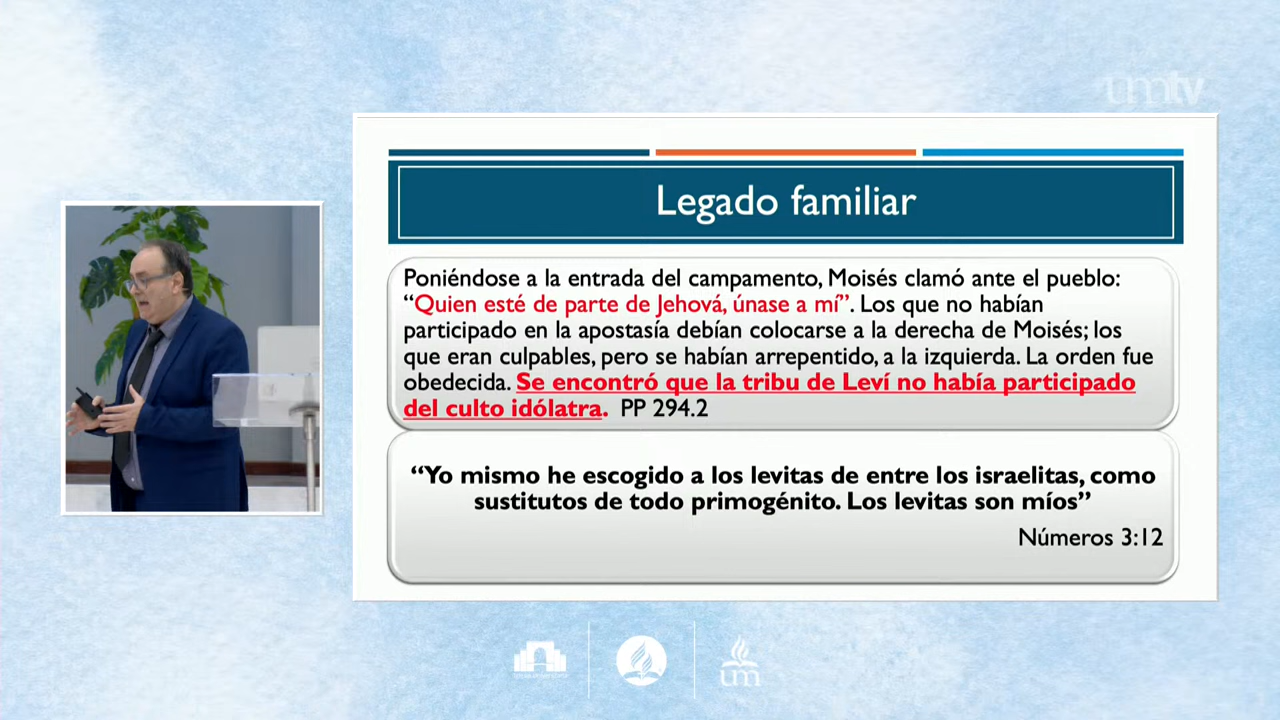 umtv
Legado familiar
Poniéndose a la entrada del campamento, Moisés clamó ante el pueblo:
“Quien esté de parte de Jehová, únase a mí”. Los que no habían
participado en la apostasía debían colocarse a la derecha de Moisés; los
que eran culpables, pero se habían arrepentido, a la izquierda. La orden fue
obedecida. Se encontró que la tribu de Leví no había participado
del culto idólatra. PP 294.2
“Yo mismo he escogido a los levitas de entre los israelitas, como
sustitutos de todo primogénito. Los levitas son míos”
Números 3:12
um